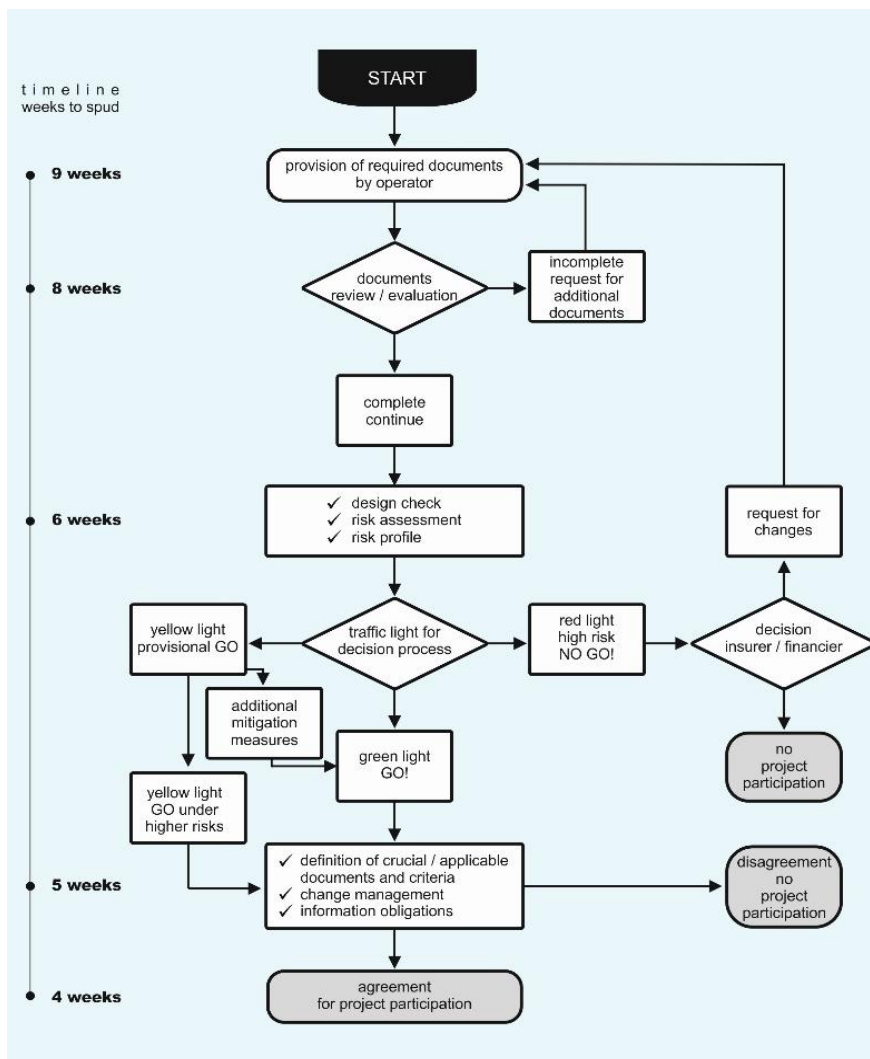 START
t i m e l i n e
weeks to spud
9 weeks
provision of required documents
by operator
8 weeks
documents
review / evaluation
incomplete
request for
additional
documents
complete
continue
6 weeks
✓ design check
✓ risk assessment
✓ risk profile
request for
changes
yellow light
provisional GO
traffic light for
decision process
red light
high risk
NO GO!
decision
insurer / financier
additional
mitigation
measures
green light
GO!
no
project
participation
yellow light
GO under
higher risks
5 weeks
✓ definition of crucial / applicable
documents and criteria
✓ change management
✓ information obligations
disagreement
no
project
participation
4 weeks
agreement
for project participation